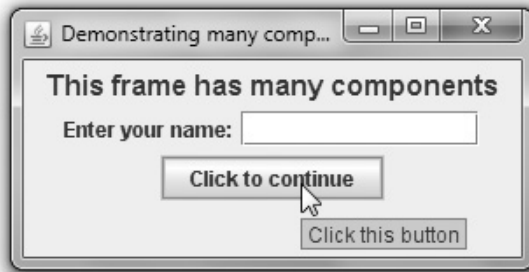 Demonstrating many comp...
This frame has many components
Enter your name:
Click to continue
Click this button